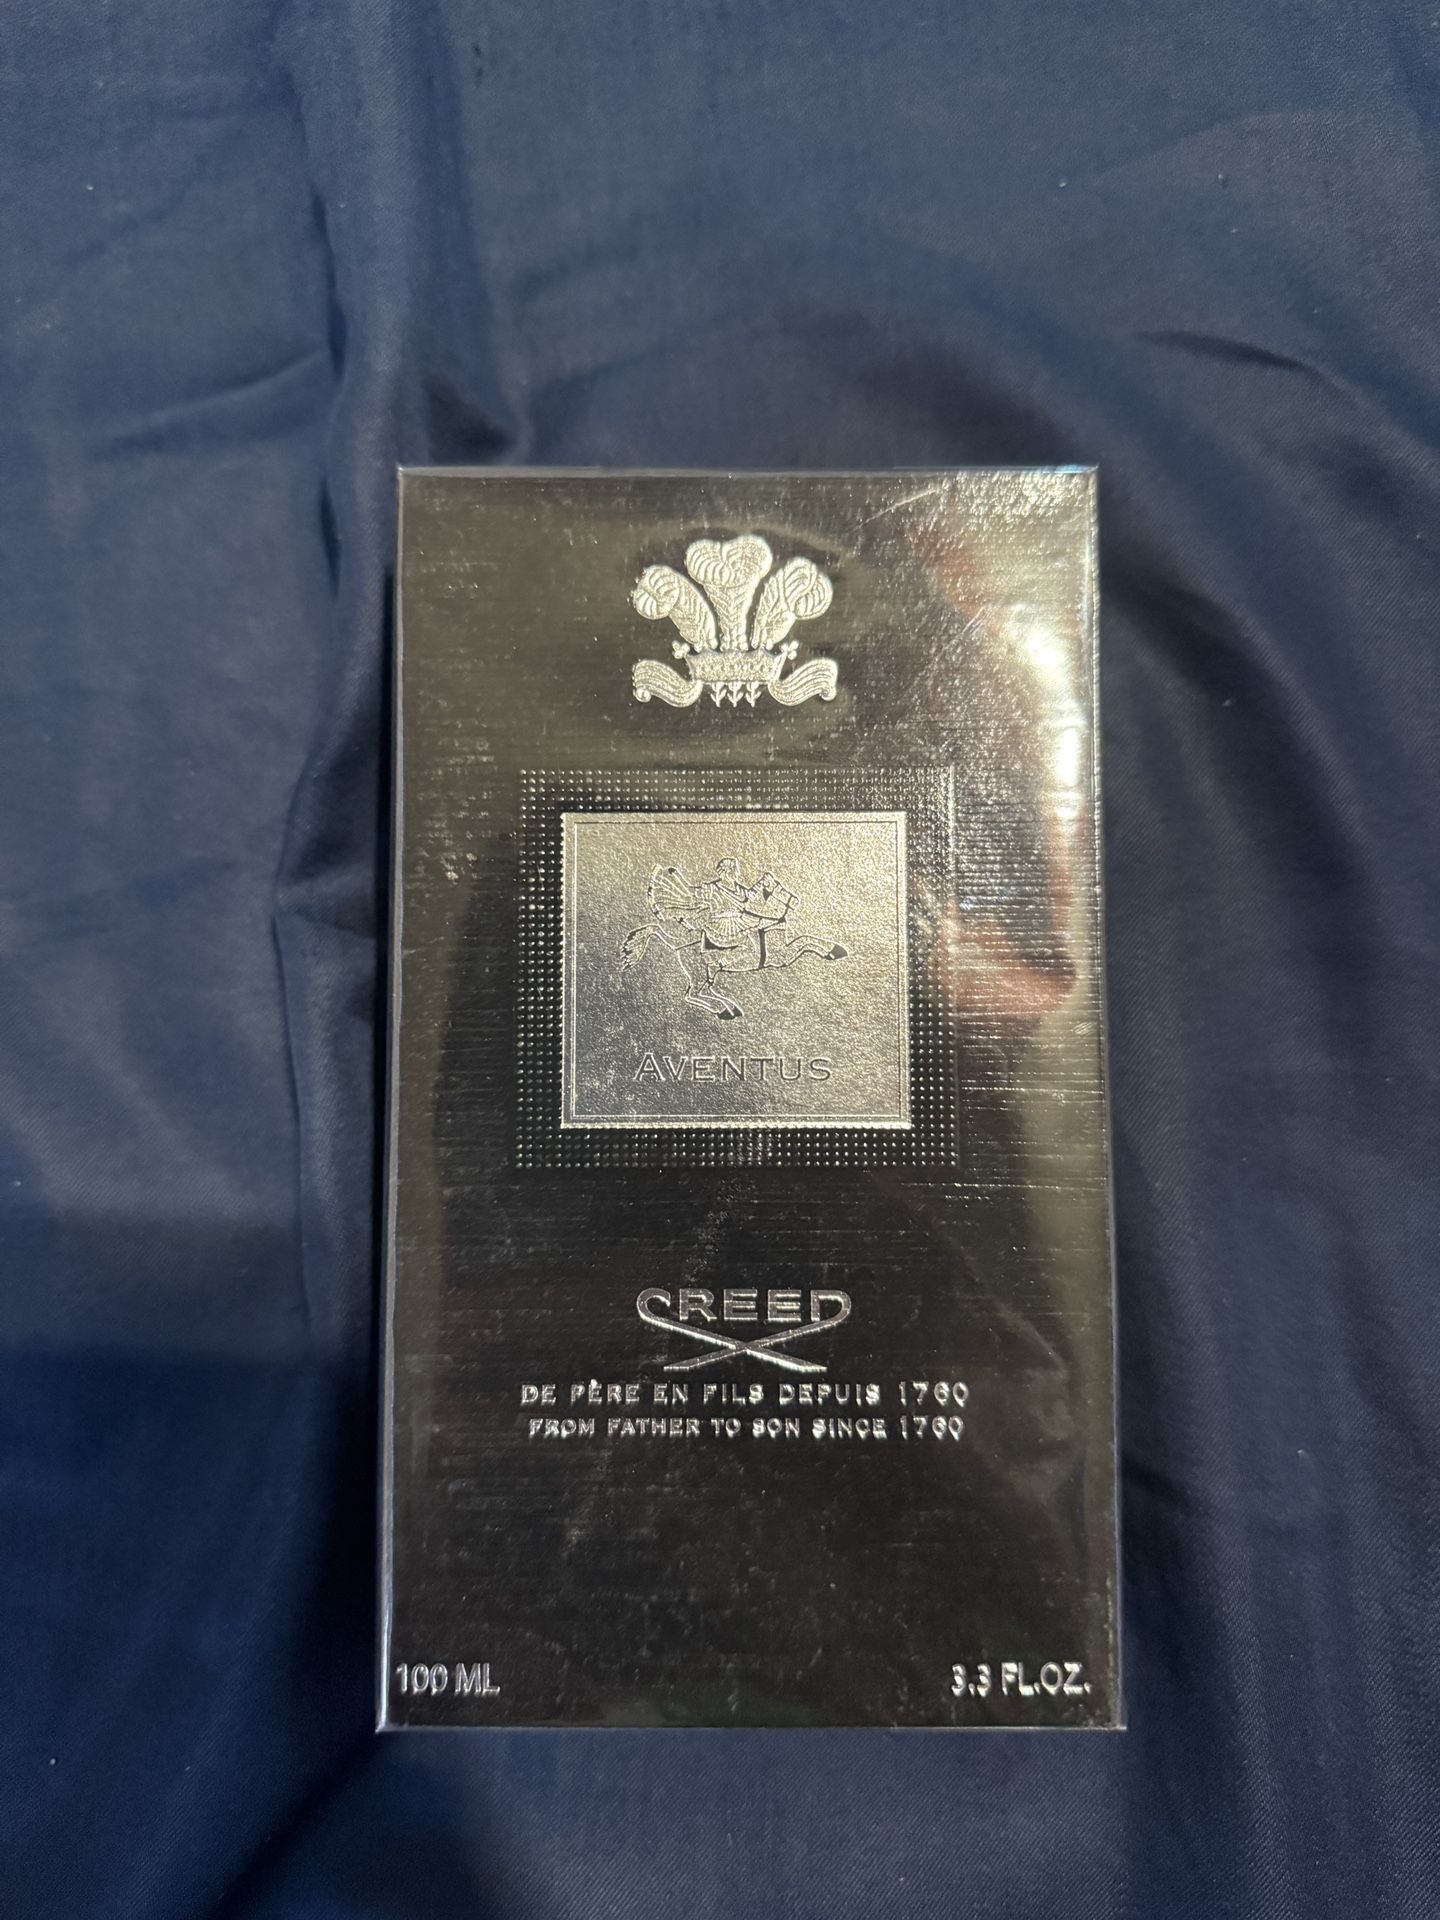 AVENTUS
CREED
DE PÈRE EN FILS DEPUIS 1760
FROM FATHER TO SON SINCE 1760
100 ML
3.3 FL.OZ.